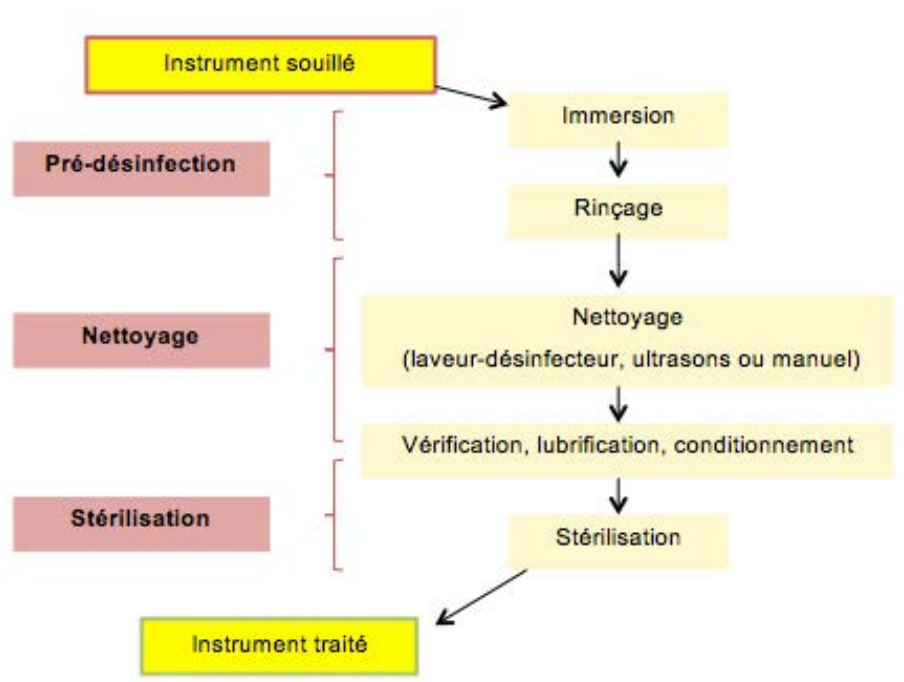 Instrument souillé
Immersion
Pré-désinfection
Rinçage
Nettoyage
Nettoyage
(laveur-désinfecteur, ultrasons ou manuel)
Vérification, lubrification, conditionnement
Stérilisation
Stérilisation
Instrument traité